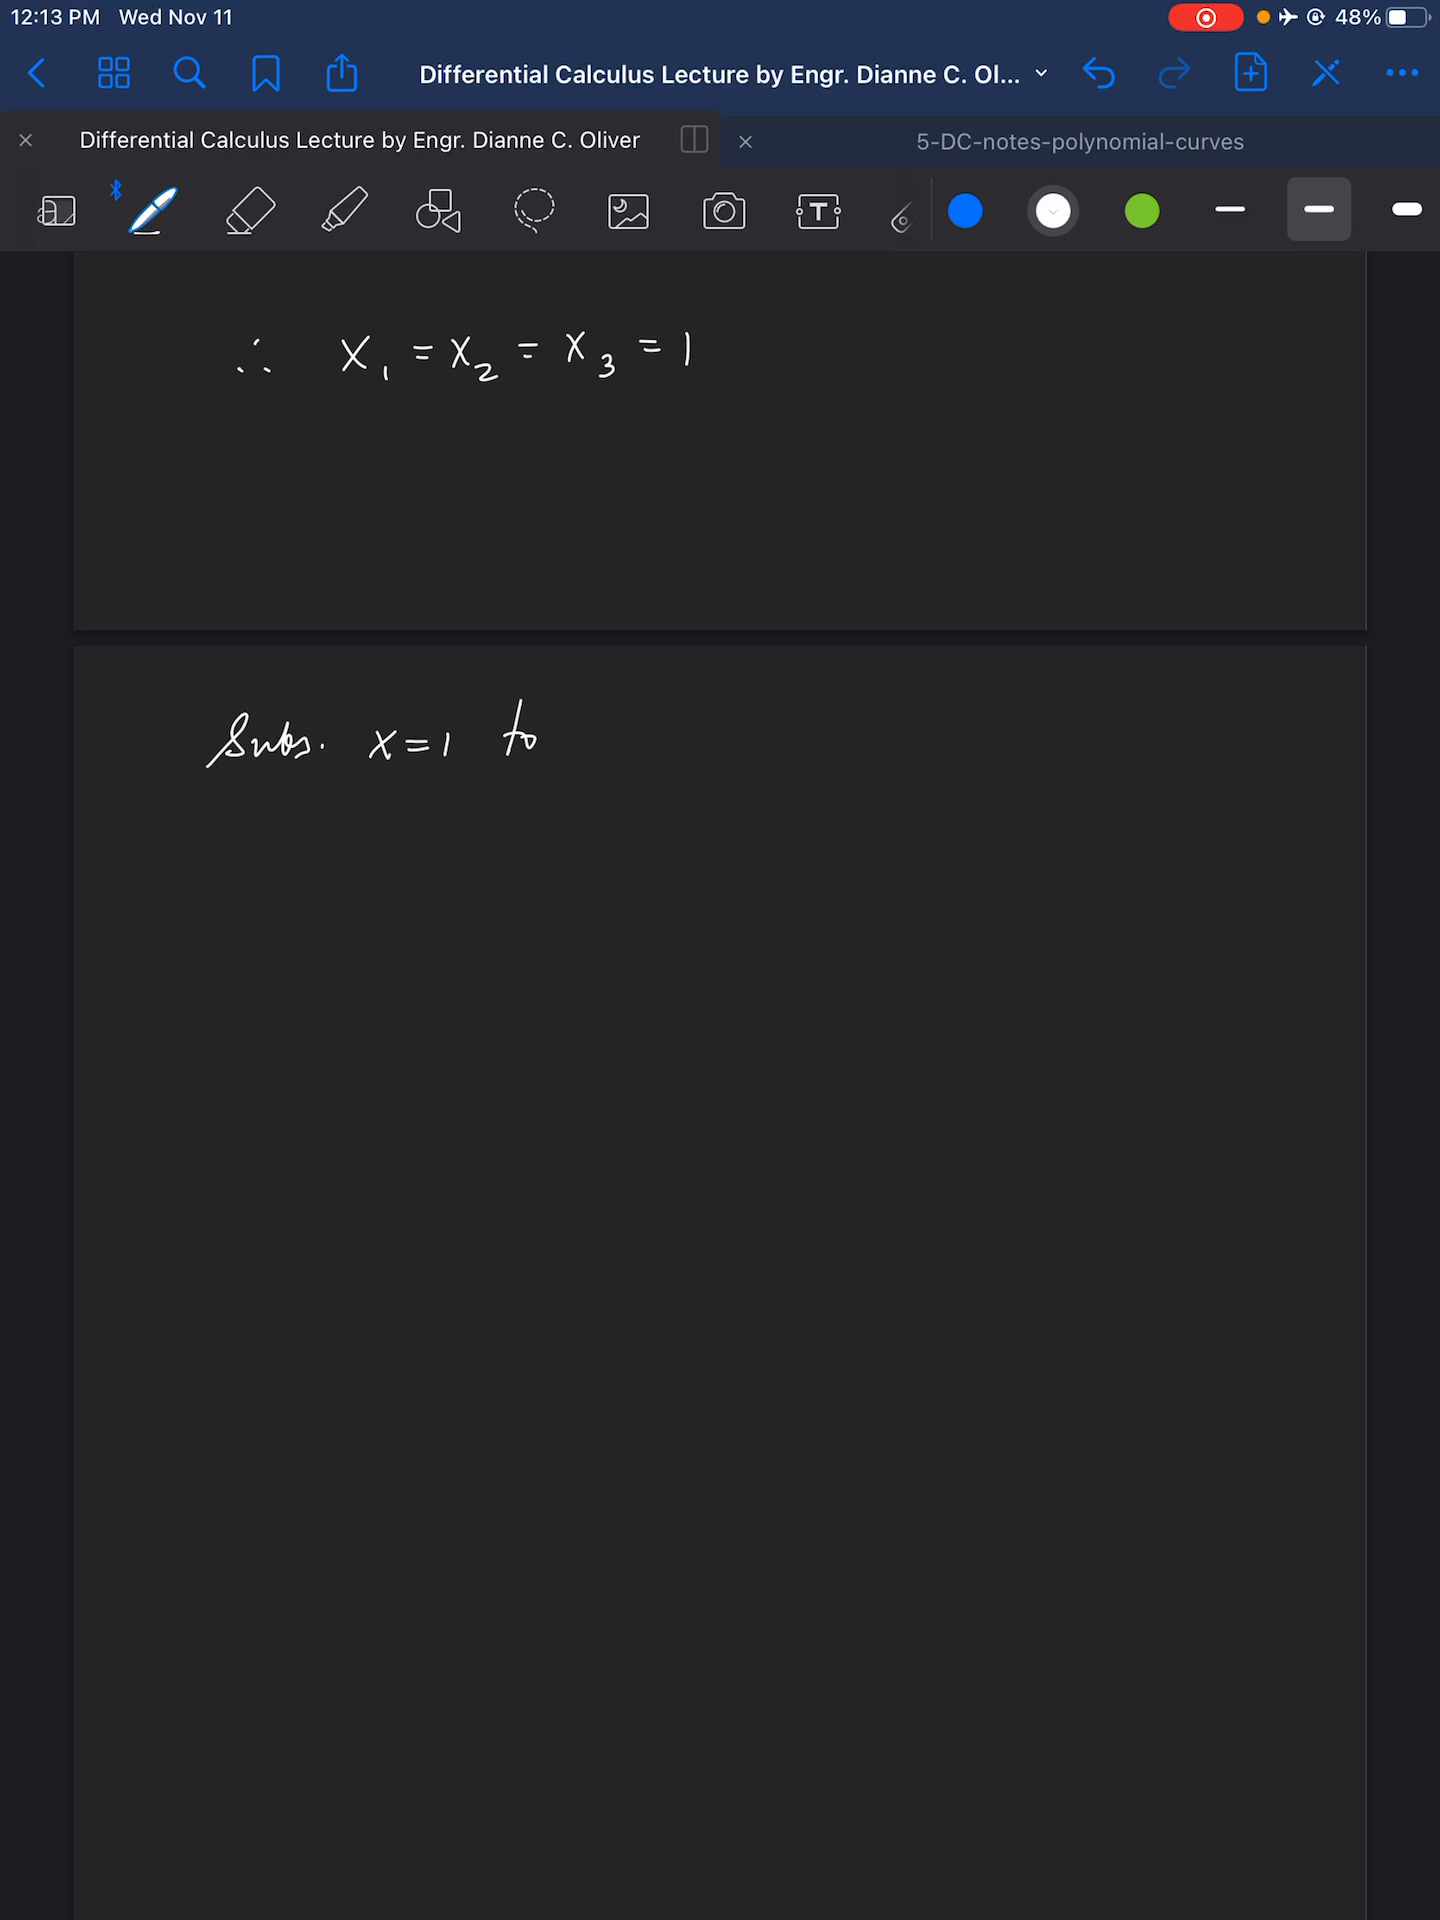 12:13 PM Wed Nov 11 48%
Differential Calculus Lecture by Engr. Dianne C. Ol...
Differential Calculus Lecture by Engr. Dianne C. Oliver
5-DC-notes-polynomial-curves
T
∴ x₁ = x₂ = x₃ = 1
Subs. x=1 to